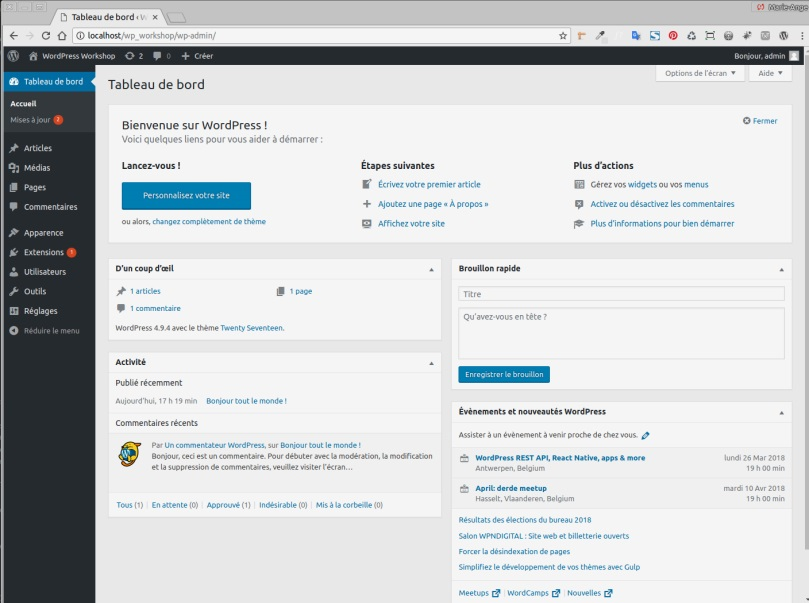 Marie-Ange
Tableau de bord ‹ W
localhost/wp_workshop/wp-admin/
WordPress Workshop 2 0 + Créer Bonjour, admin
Tableau de bord
Accueil
Mises à jour 2
Articles
Médias
Pages
Commentaires
Apparence
Extensions 1
Utilisateurs
Outils
Réglages
Réduire le menu
Options de l'écran ▼ Aide ▼
Tableau de bord
Bienvenue sur WordPress !
Fermer
Voici quelques liens pour vous aider à démarrer :
Lancez-vous !
Personnalisez votre site
ou alors, changez complètement de thème
Étapes suivantes
Écrivez votre premier article
Ajoutez une page « À propos »
Affichez votre site
Plus d'actions
Gérez vos widgets ou vos menus
Activez ou désactivez les commentaires
Plus d'informations pour bien démarrer
D'un coup d'œil
1 articles 1 page
1 commentaire
WordPress 4.9.4 avec le thème Twenty Seventeen.
Activité
Publié récemment
Aujourd'hui, 17 h 19 min Bonjour tout le monde !
Commentaires récents
Par Un commentateur WordPress, sur Bonjour tout le monde !
Bonjour, ceci est un commentaire. Pour débuter avec la modération, la modification
et la suppression de commentaires, veuillez visiter l'écran…
Tous (1) | En attente (0) | Approuvé (1) | Indésirable (0) | Mis à la corbeille (0)
Brouillon rapide
Titre
Qu'avez-vous en tête ?
Enregistrer le brouillon
Évènements et nouveautés WordPress
Assister à un évènement à venir proche de chez vous.
WordPress REST API, React Native, apps & more lundi 26 Mar 2018
Antwerpen, Belgium 19 h 00 min
April: derde meetup mardi 10 Avr 2018
Hasselt, Vlaanderen, Belgium 19 h 00 min
Résultats des élections du bureau 2018
Salon WPNDIGITAL : Site web et billetterie ouverts
Forcer la désindexation de pages
Simplifiez le développement de vos thèmes avec Gulp
Meetups | WordCamps | Nouvelles